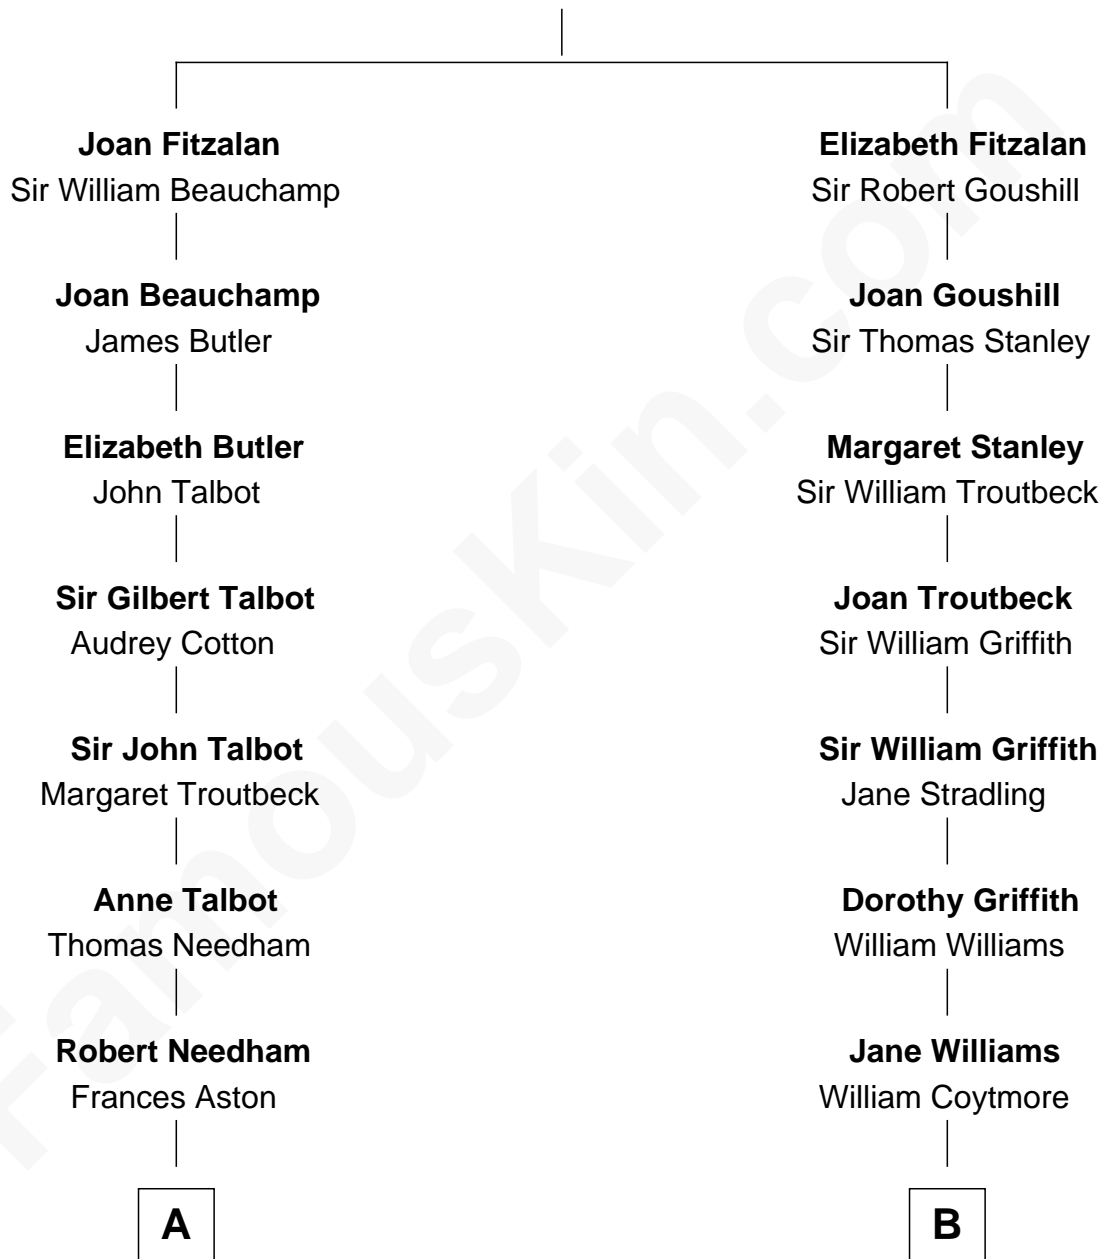 Joan Fitzalan
Sir William Beauchamp
Joan Beauchamp
James Butler
Elizabeth Butler
John Talbot
Sir Gilbert Talbot
Audrey Cotton
Sir John Talbot
Margaret Troutbeck
Anne Talbot
Thomas Needham
Robert Needham
Frances Aston
A
Elizabeth Fitzalan
Sir Robert Goushill
Joan Goushill
Sir Thomas Stanley
Margaret Stanley
Sir William Troutbeck
Joan Troutbeck
Sir William Griffith
Sir William Griffith
Jane Stradling
Dorothy Griffith
William Williams
Jane Williams
William Coytmore
B
FamousKin.com